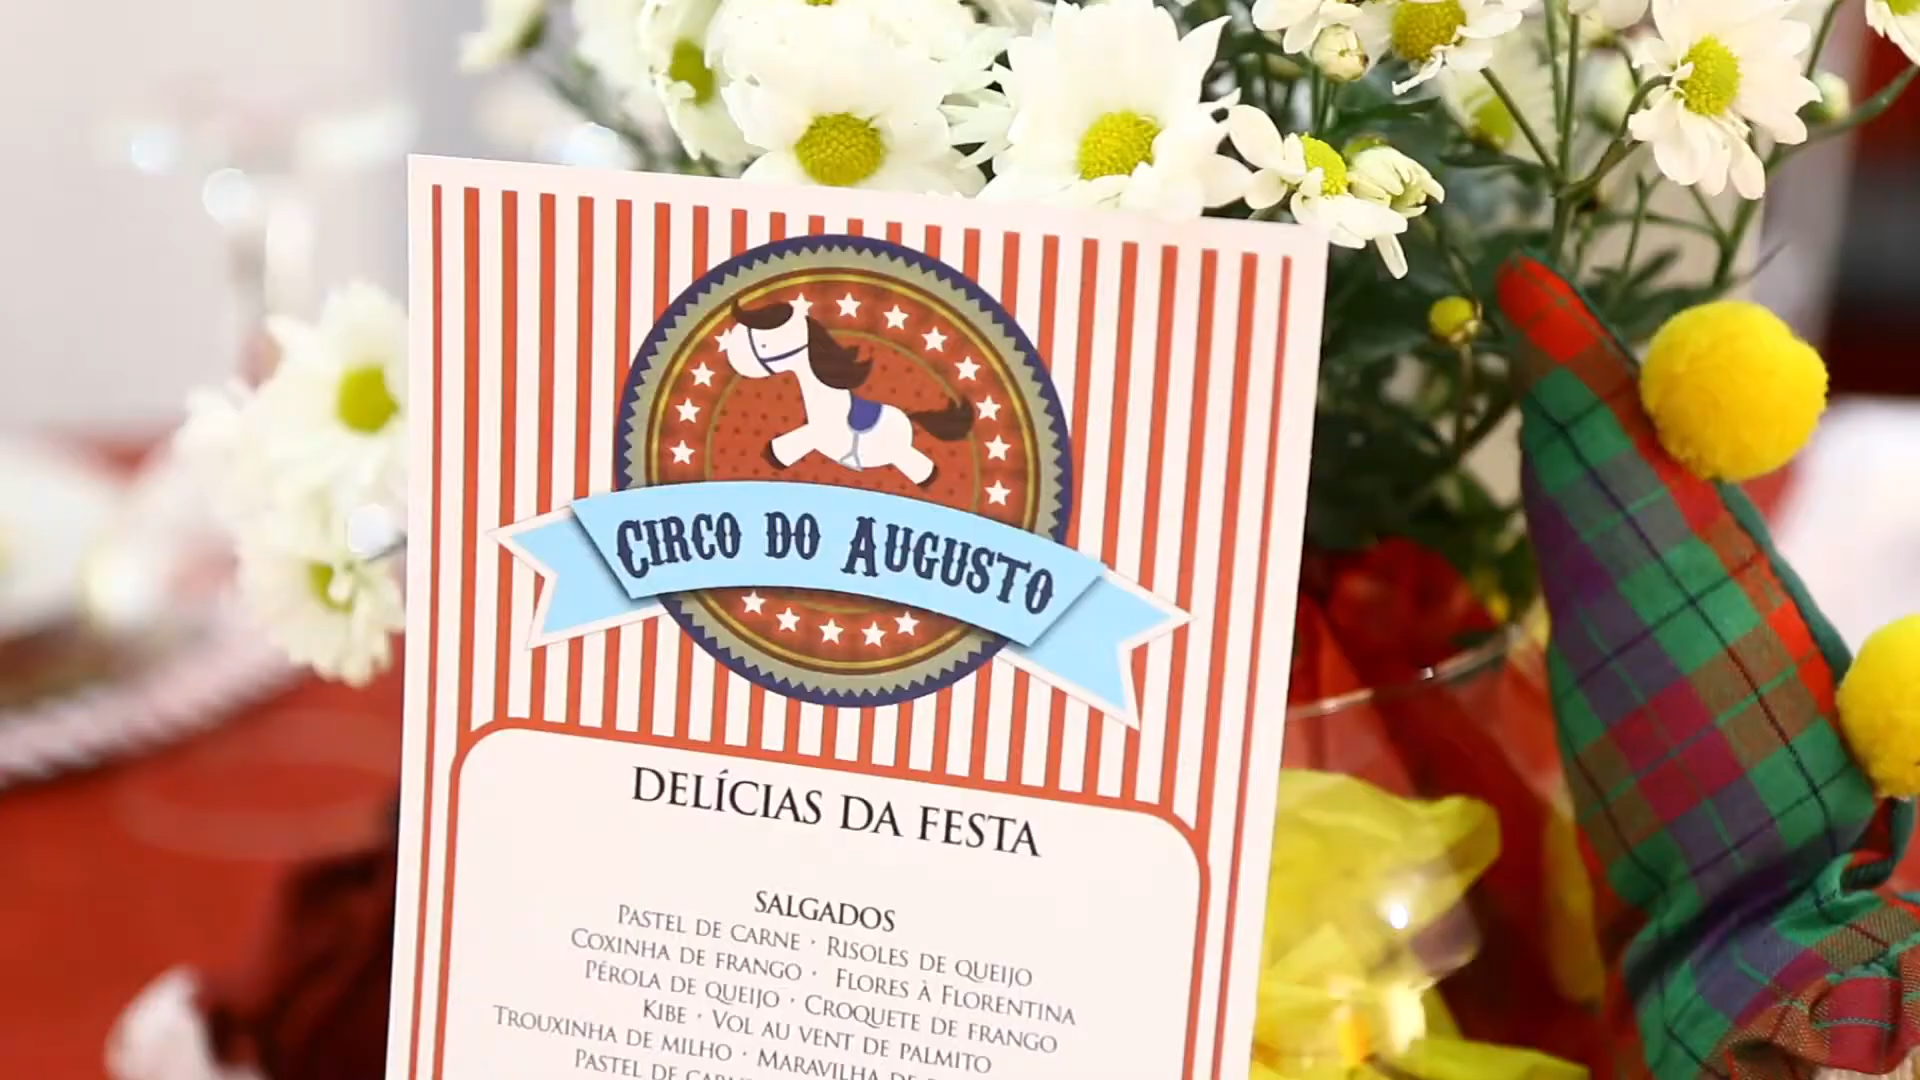 CIRCO DO AUGUSTO
DELÍCIAS DA FESTA
SALGADOS
PASTEL DE CARNE · RISOLES DE QUEIJO
COXINHA DE FRANGO · FLORES À FLORENTINA
PÉROLA DE QUEIJO · CROQUETE DE FRANGO
KIBE · VOL AU VENT DE PALMITO
TROUXINHA DE MILHO · MARAVILHA DE
PASTEL DE